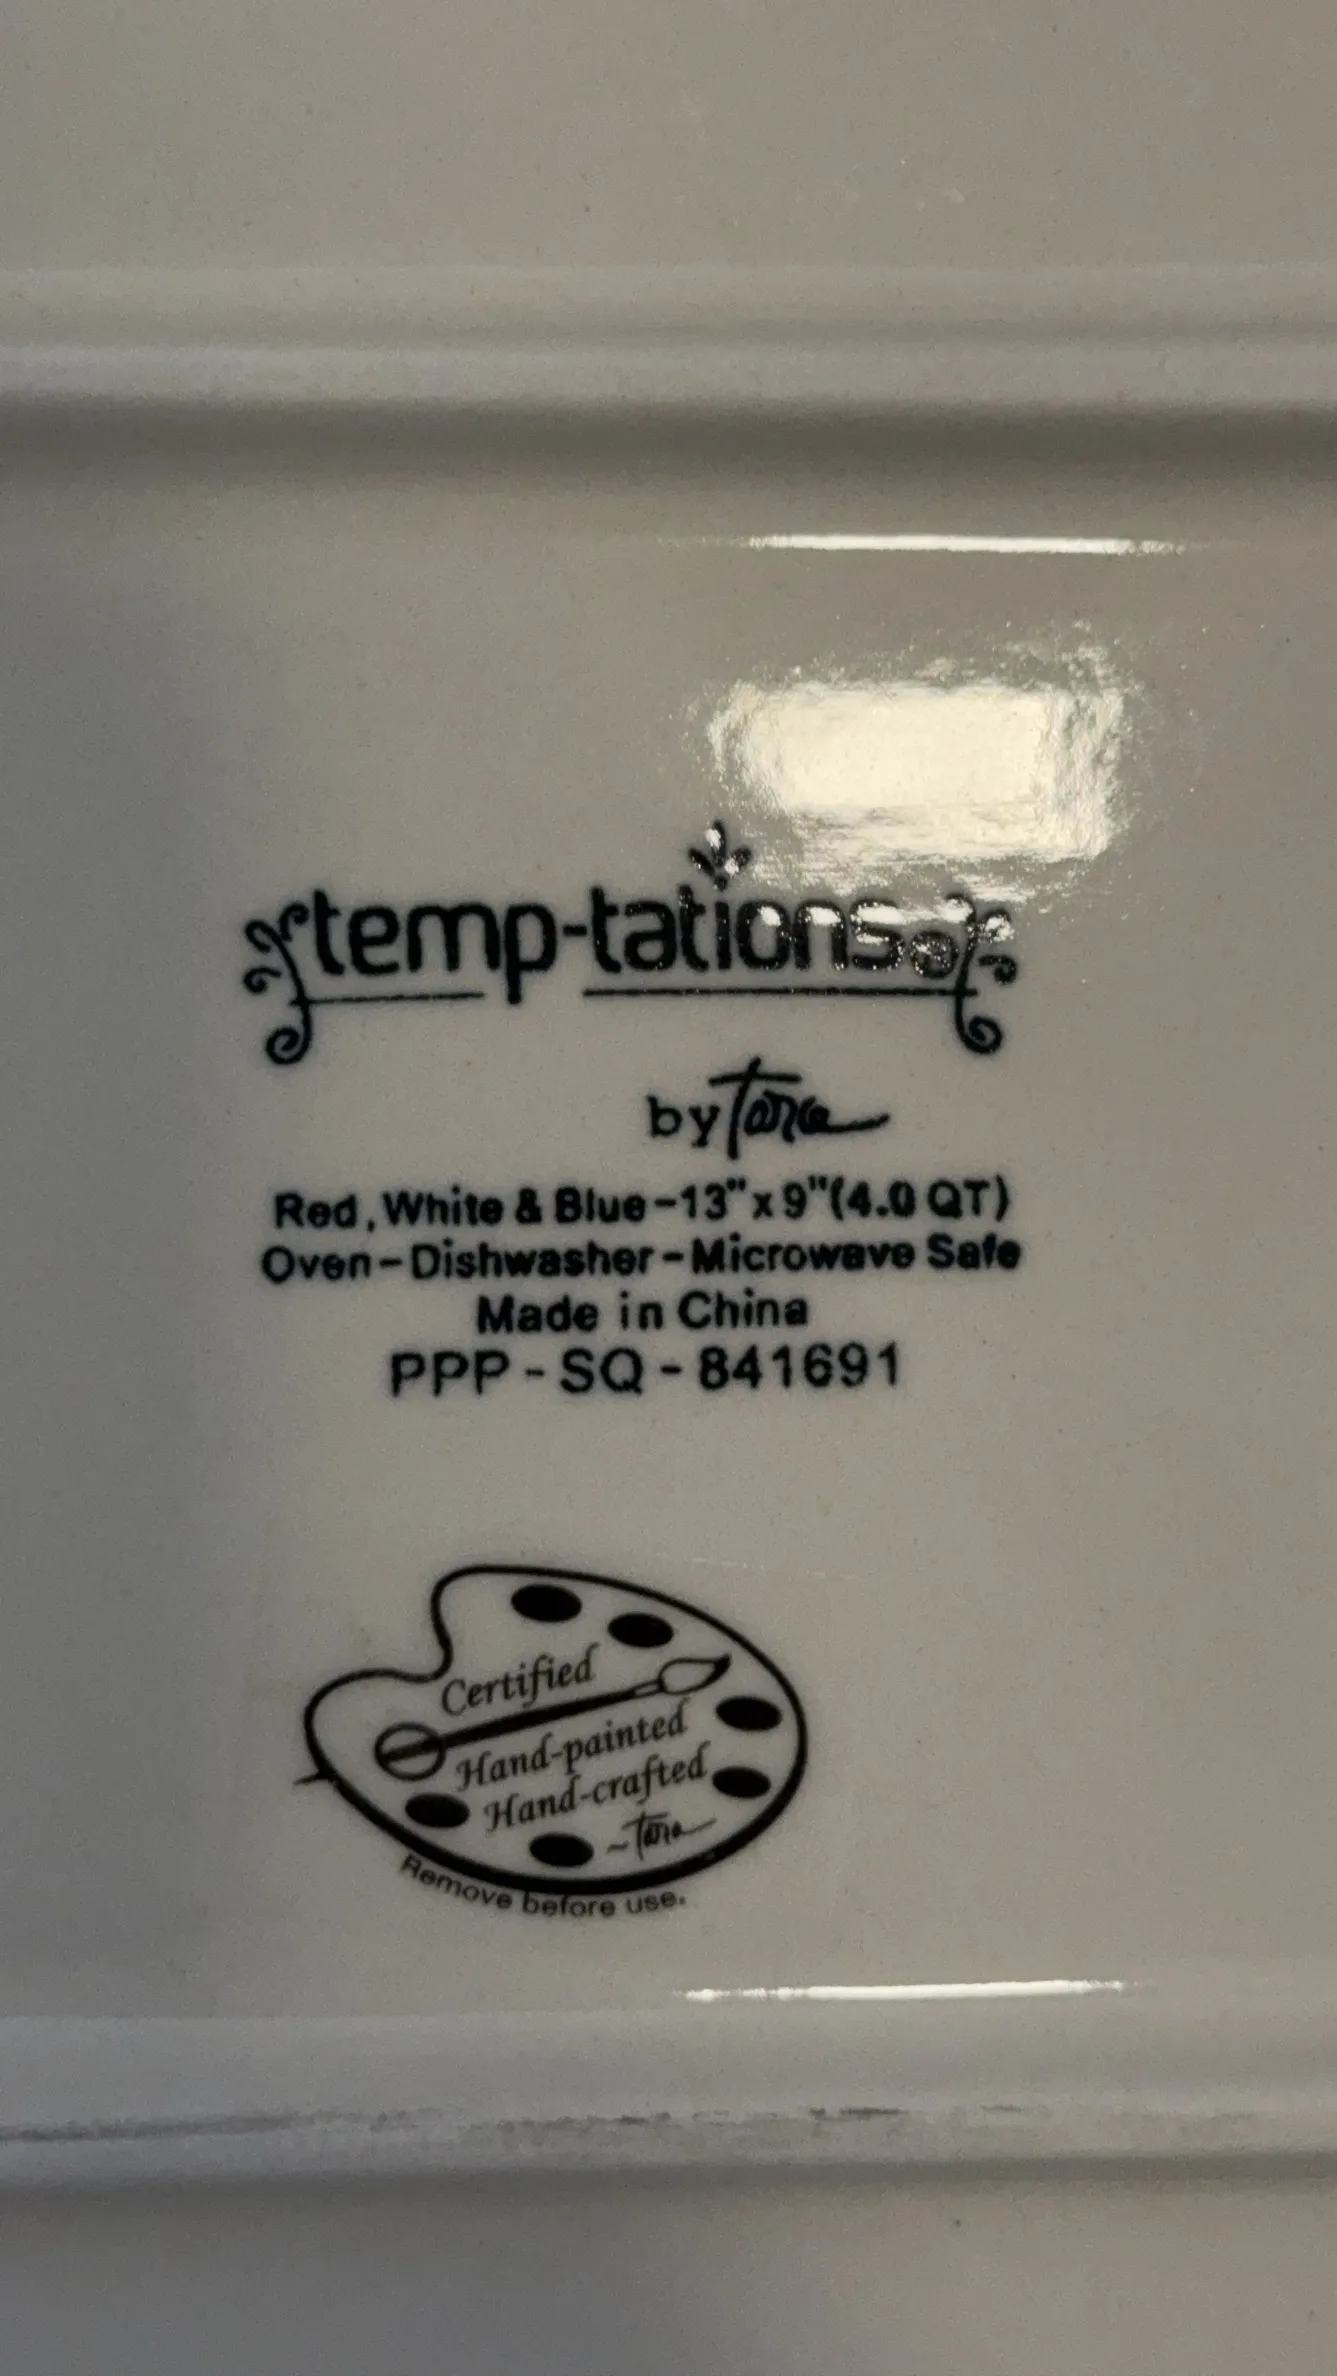 temp-tations®
by Tara
Red, White & Blue-13"x 9"(4.0 QT)
Oven-Dishwasher-Microwave Safe
Made in China
PPP-SQ-841691
Certified
Hand-painted
Hand-crafted
~Tara
Remove before use.